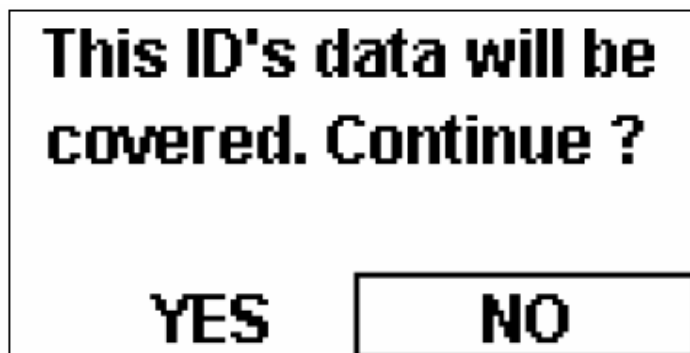 This ID's data will be
covered. Continue ?
YES NO